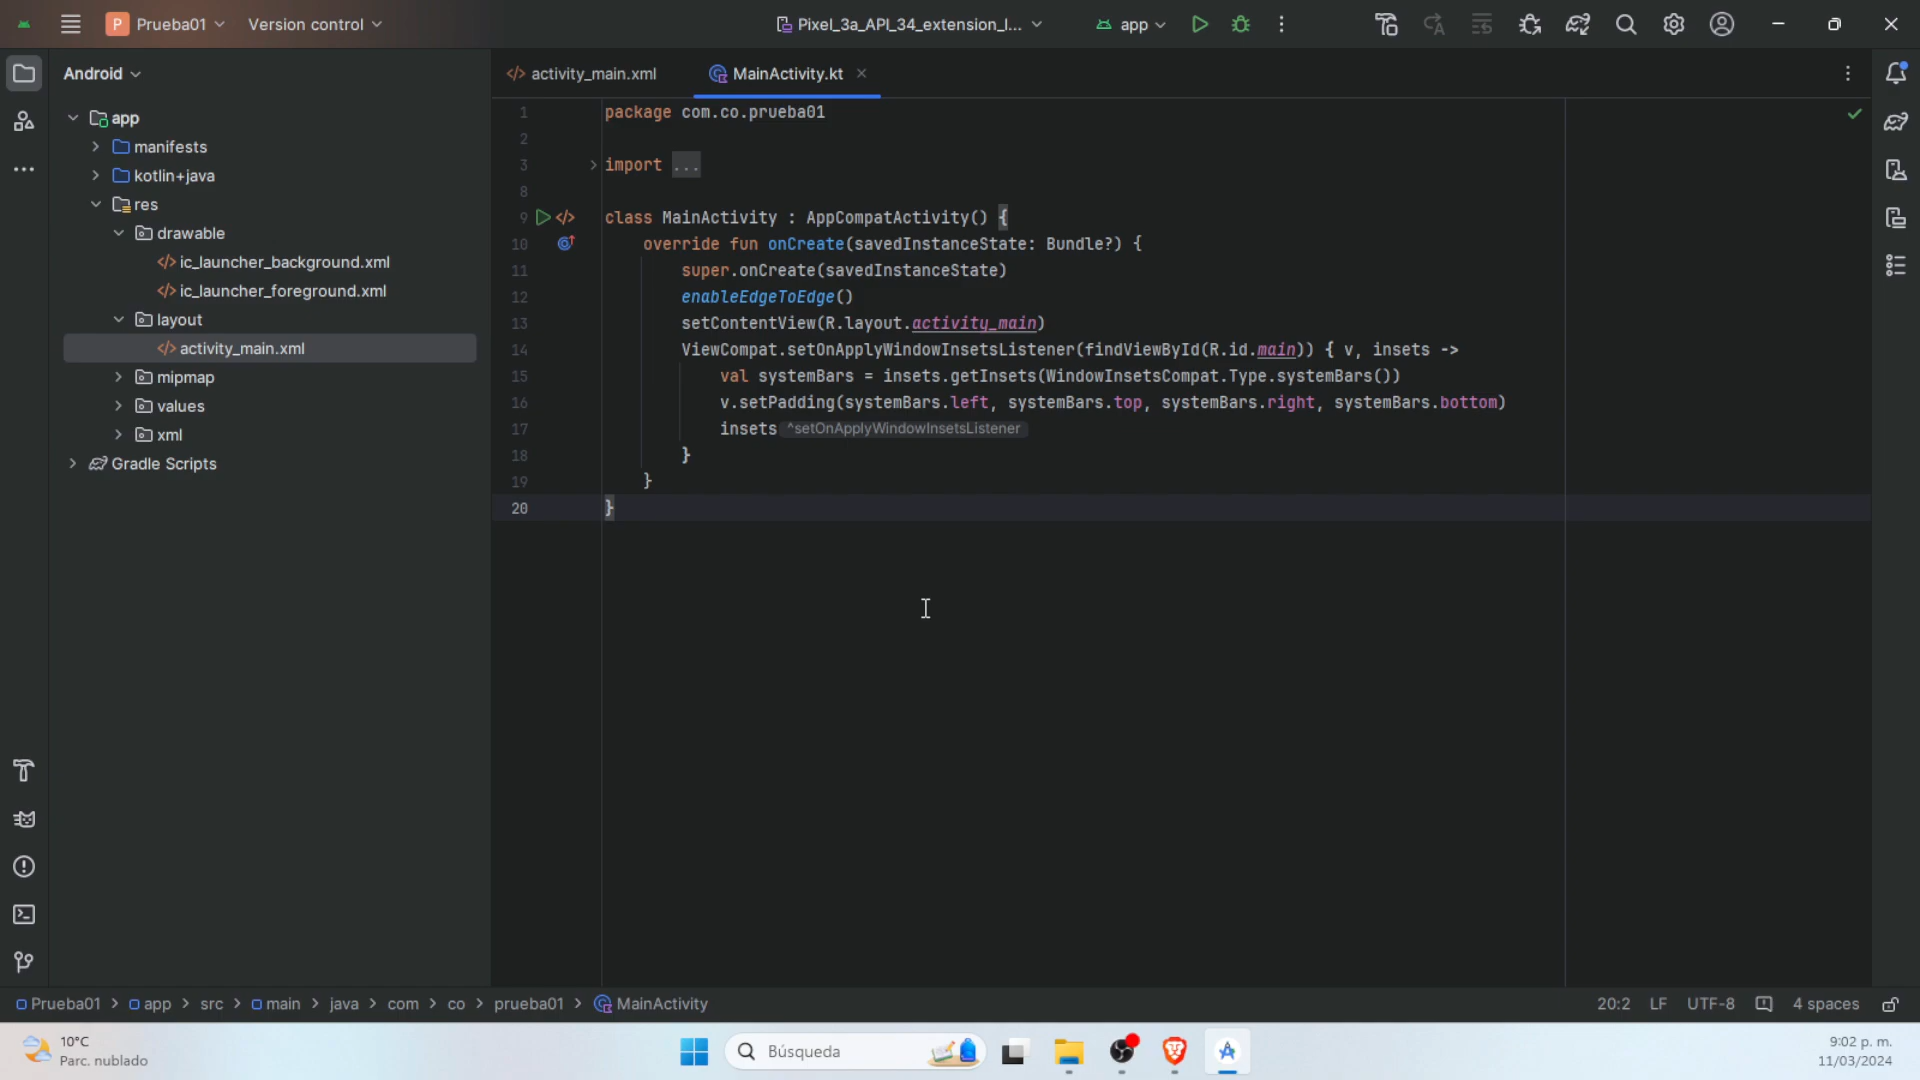 P Prueba01 Version control Pixel_3a_API_34_extension_l... app
Android
activity_main.xml MainActivity.kt
app
manifests
kotlin+java
res
drawable
ic_launcher_background.xml
ic_launcher_foreground.xml
layout
activity_main.xml
mipmap
values
xml
Gradle Scripts
1 package com.co.prueba01
2
3 import ...
8
9 class MainActivity : AppCompatActivity() {
10 override fun onCreate(savedInstanceState: Bundle?) {
11 super.onCreate(savedInstanceState)
12 enableEdgeToEdge()
13 setContentView(R.layout.activity_main)
14 ViewCompat.setOnApplyWindowInsetsListener(findViewById(R.id.main)) { v, insets ->
15 val systemBars = insets.getInsets(WindowInsetsCompat.Type.systemBars())
16 v.setPadding(systemBars.left, systemBars.top, systemBars.right, systemBars.bottom)
17 insets ^setOnApplyWindowInsetsListener
18 }
19 }
20 }
Prueba01 > app > src > main > java > com > co > prueba01 > MainActivity 20:2 LF UTF-8 4 spaces
10°C
Parc. nublado
Búsqueda
9:02 p. m.
11/03/2024